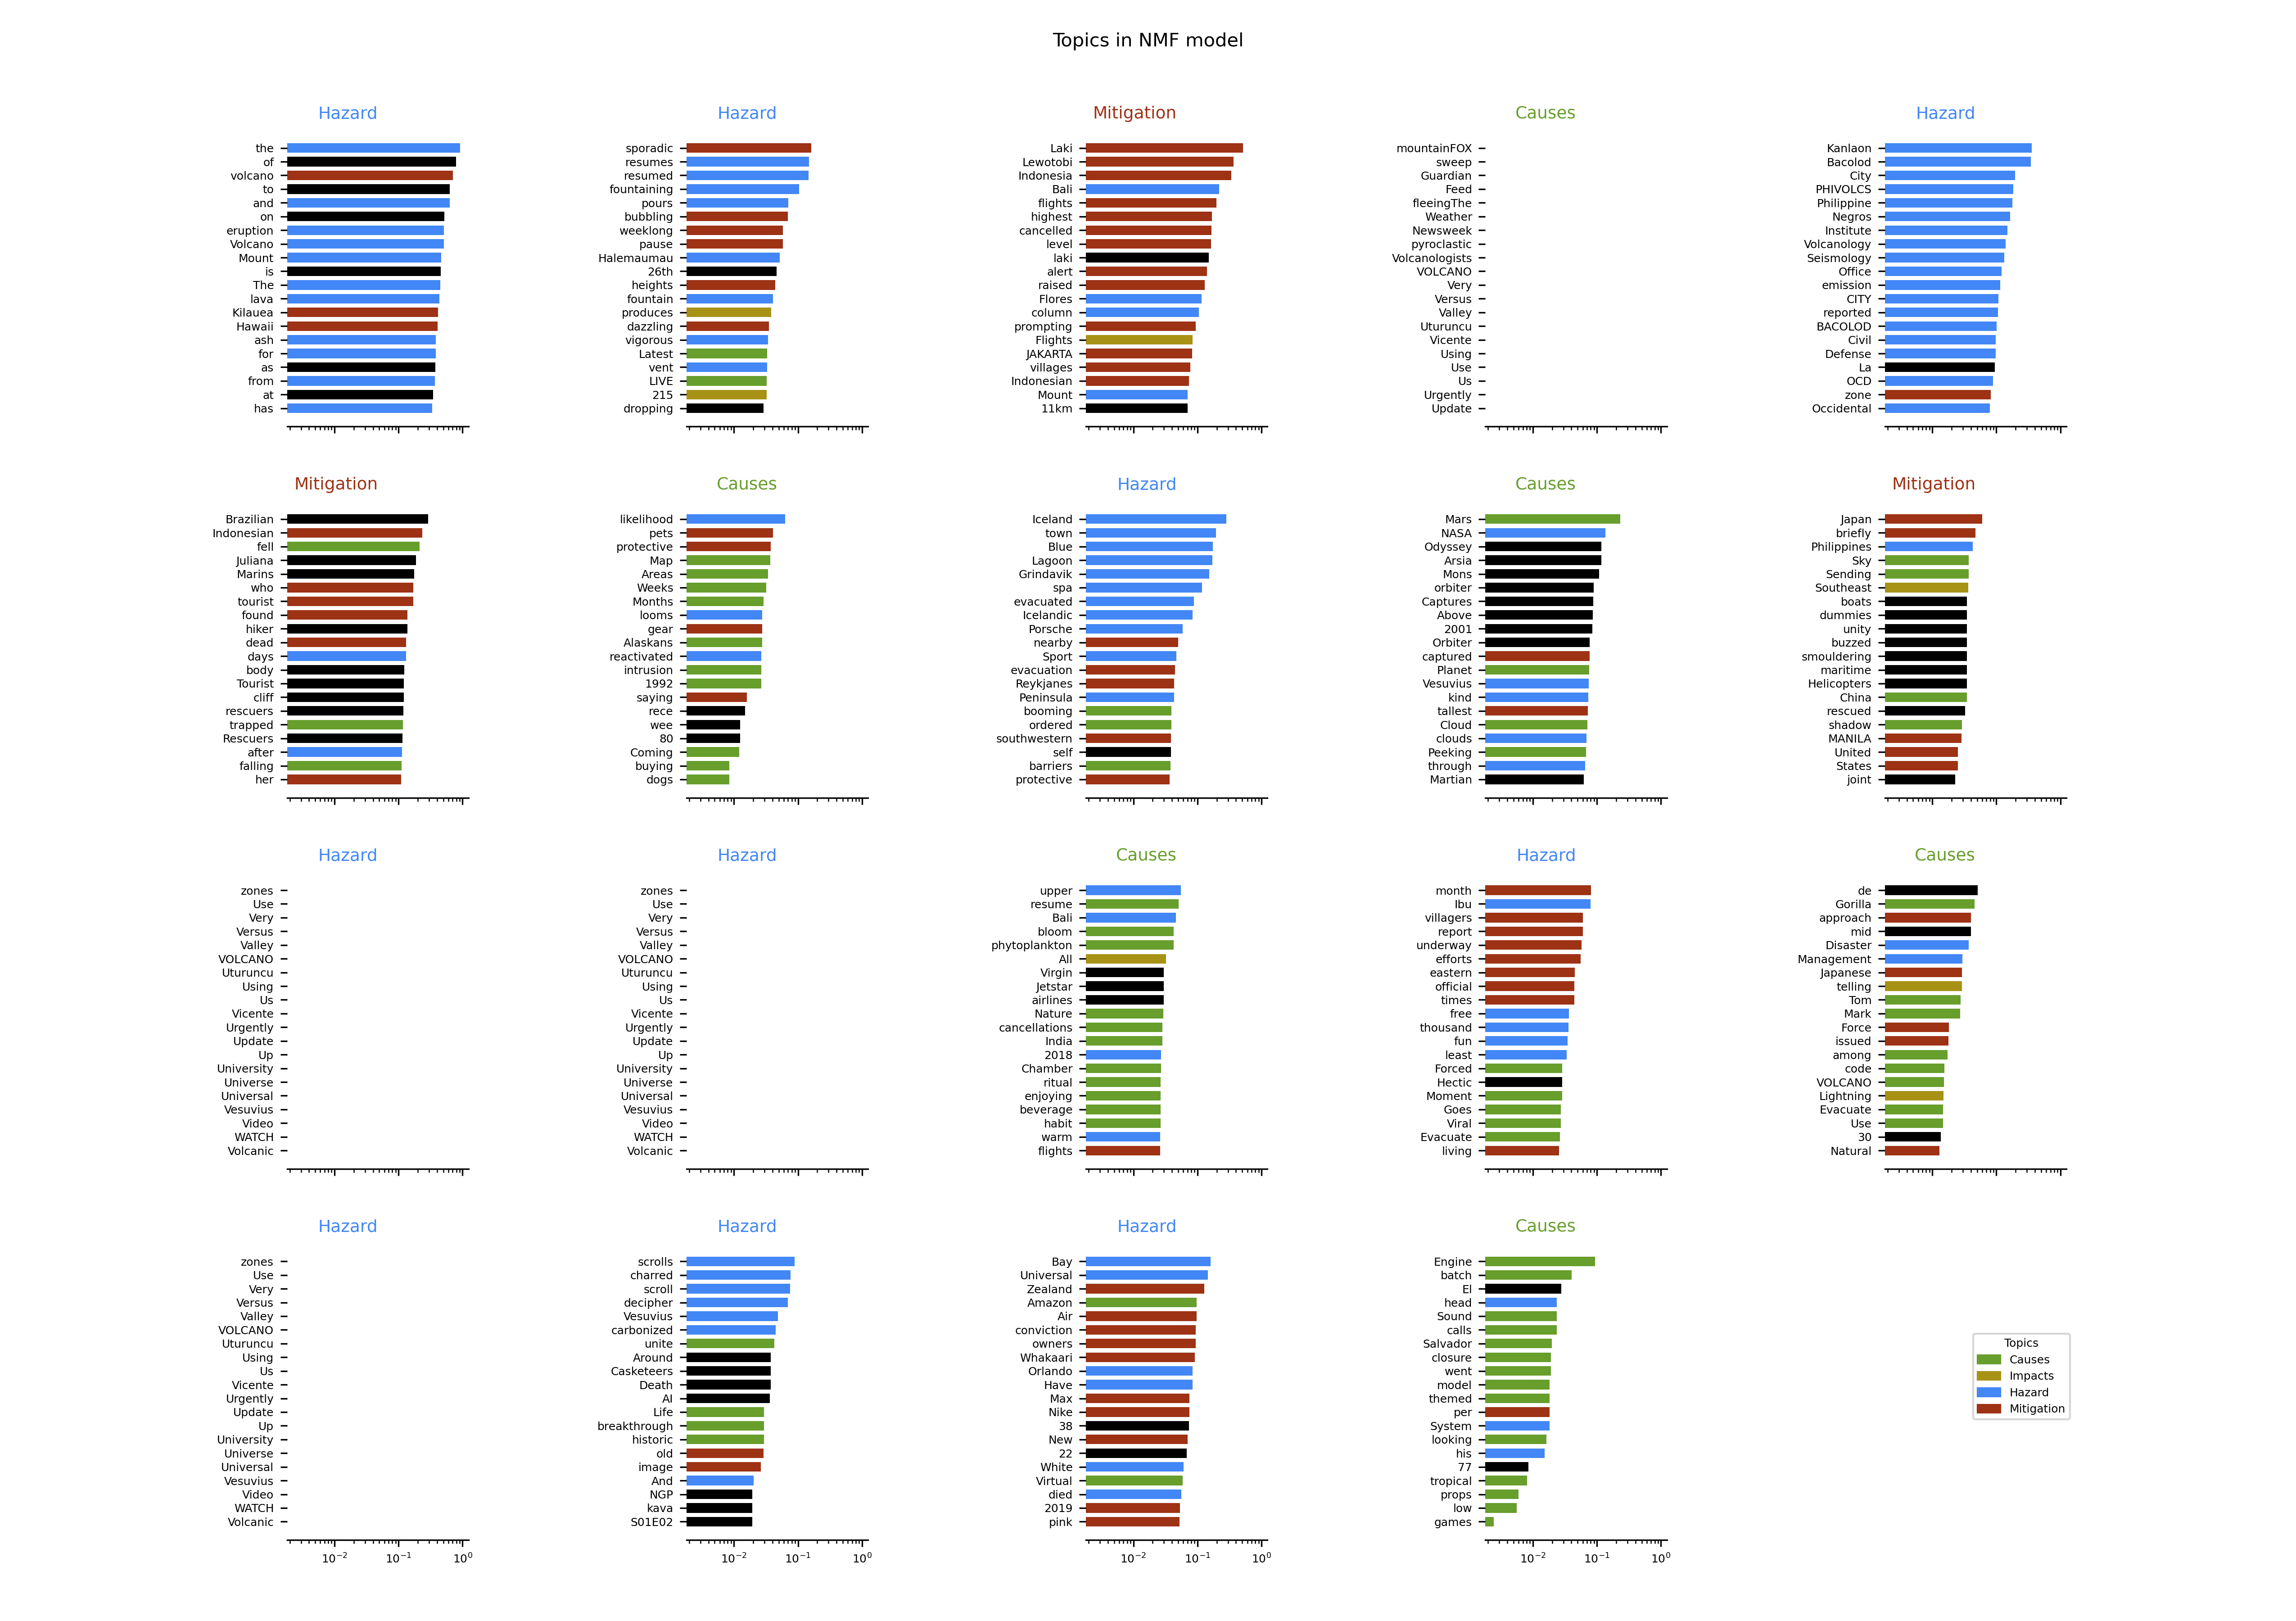 Topics in NMF model
Hazard
the
of
volcano
to
and
on
eruption
Volcano
Mount
is
The
lava
Kilauea
Hawaii
ash
for
as
from
at
has
Hazard
sporadic
resumes
resumed
fountaining
pours
bubbling
weeklong
pause
Halemaumau
26th
heights
fountain
produces
dazzling
vigorous
Latest
vent
LIVE
215
dropping
Mitigation
Laki
Lewotobi
Indonesia
Bali
flights
highest
cancelled
level
laki
alert
raised
Flores
column
prompting
Flights
JAKARTA
villages
Indonesian
Mount
11km
Causes
mountainFOX
sweep
Guardian
Feed
fleeingThe
Weather
Newsweek
pyroclastic
Volcanologists
VOLCANO
Very
Versus
Valley
Uturuncu
Vicente
Using
Use
Us
Urgently
Update
Hazard
Kanlaon
Bacolod
City
PHIVOLCS
Philippine
Negros
Institute
Volcanology
Seismology
Office
emission
CITY
reported
BACOLOD
Civil
Defense
La
OCD
zone
Occidental
Mitigation
Brazilian
Indonesian
fell
Juliana
Marins
who
tourist
found
hiker
dead
days
body
Tourist
cliff
rescuers
trapped
Rescuers
after
falling
her
Causes
likelihood
pets
protective
Map
Areas
Weeks
Months
looms
gear
Alaskans
reactivated
intrusion
1992
saying
rece
wee
80
Coming
buying
dogs
Hazard
Iceland
town
Blue
Lagoon
Grindavik
spa
evacuated
Icelandic
Porsche
nearby
Sport
evacuation
Reykjanes
Peninsula
booming
ordered
southwestern
self
barriers
protective
Causes
Mars
NASA
Odyssey
Arsia
Mons
orbiter
Captures
Above
2001
Orbiter
captured
Planet
Vesuvius
kind
tallest
Cloud
clouds
Peeking
through
Martian
Mitigation
Japan
briefly
Philippines
Sky
Sending
Southeast
boats
dummies
unity
buzzed
smouldering
maritime
Helicopters
China
rescued
shadow
MANILA
United
States
joint
Hazard
zones
Use
Very
Versus
Valley
VOLCANO
Uturuncu
Using
Us
Vicente
Urgently
Update
Up
University
Universe
Universal
Vesuvius
Video
WATCH
Volcanic
Hazard
zones
Use
Very
Versus
Valley
VOLCANO
Uturuncu
Using
Us
Vicente
Urgently
Update
Up
University
Universe
Universal
Vesuvius
Video
WATCH
Volcanic
Causes
upper
resume
Bali
bloom
phytoplankton
All
Virgin
Jetstar
airlines
Nature
cancellations
India
2018
Chamber
ritual
enjoying
beverage
habit
warm
flights
Hazard
month
Ibu
villagers
report
underway
efforts
eastern
official
times
free
thousand
fun
least
Forced
Hectic
Moment
Goes
Viral
Evacuate
living
Causes
de
Gorilla
approach
mid
Disaster
Management
Japanese
telling
Tom
Mark
Force
issued
among
code
VOLCANO
Lightning
Evacuate
Use
30
Natural
Hazard
zones
Use
Very
Versus
Valley
VOLCANO
Uturuncu
Using
Us
Vicente
Urgently
Update
Up
University
Universe
Universal
Vesuvius
Video
WATCH
Volcanic
10⁻² 10⁻¹ 10⁰
Hazard
scrolls
charred
scroll
decipher
Vesuvius
carbonized
unite
Around
Casketeers
Death
AI
Life
breakthrough
historic
old
image
And
NGP
kava
S01E02
10⁻² 10⁻¹ 10⁰
Hazard
Bay
Universal
Zealand
Amazon
Air
conviction
owners
Whakaari
Orlando
Have
Max
Nike
38
New
22
White
Virtual
died
2019
pink
10⁻² 10⁻¹ 10⁰
Causes
Engine
batch
El
head
Sound
calls
Salvador
closure
went
model
themed
per
System
looking
his
77
tropical
props
low
games
10⁻² 10⁻¹ 10⁰
Topics
Causes
Impacts
Hazard
Mitigation